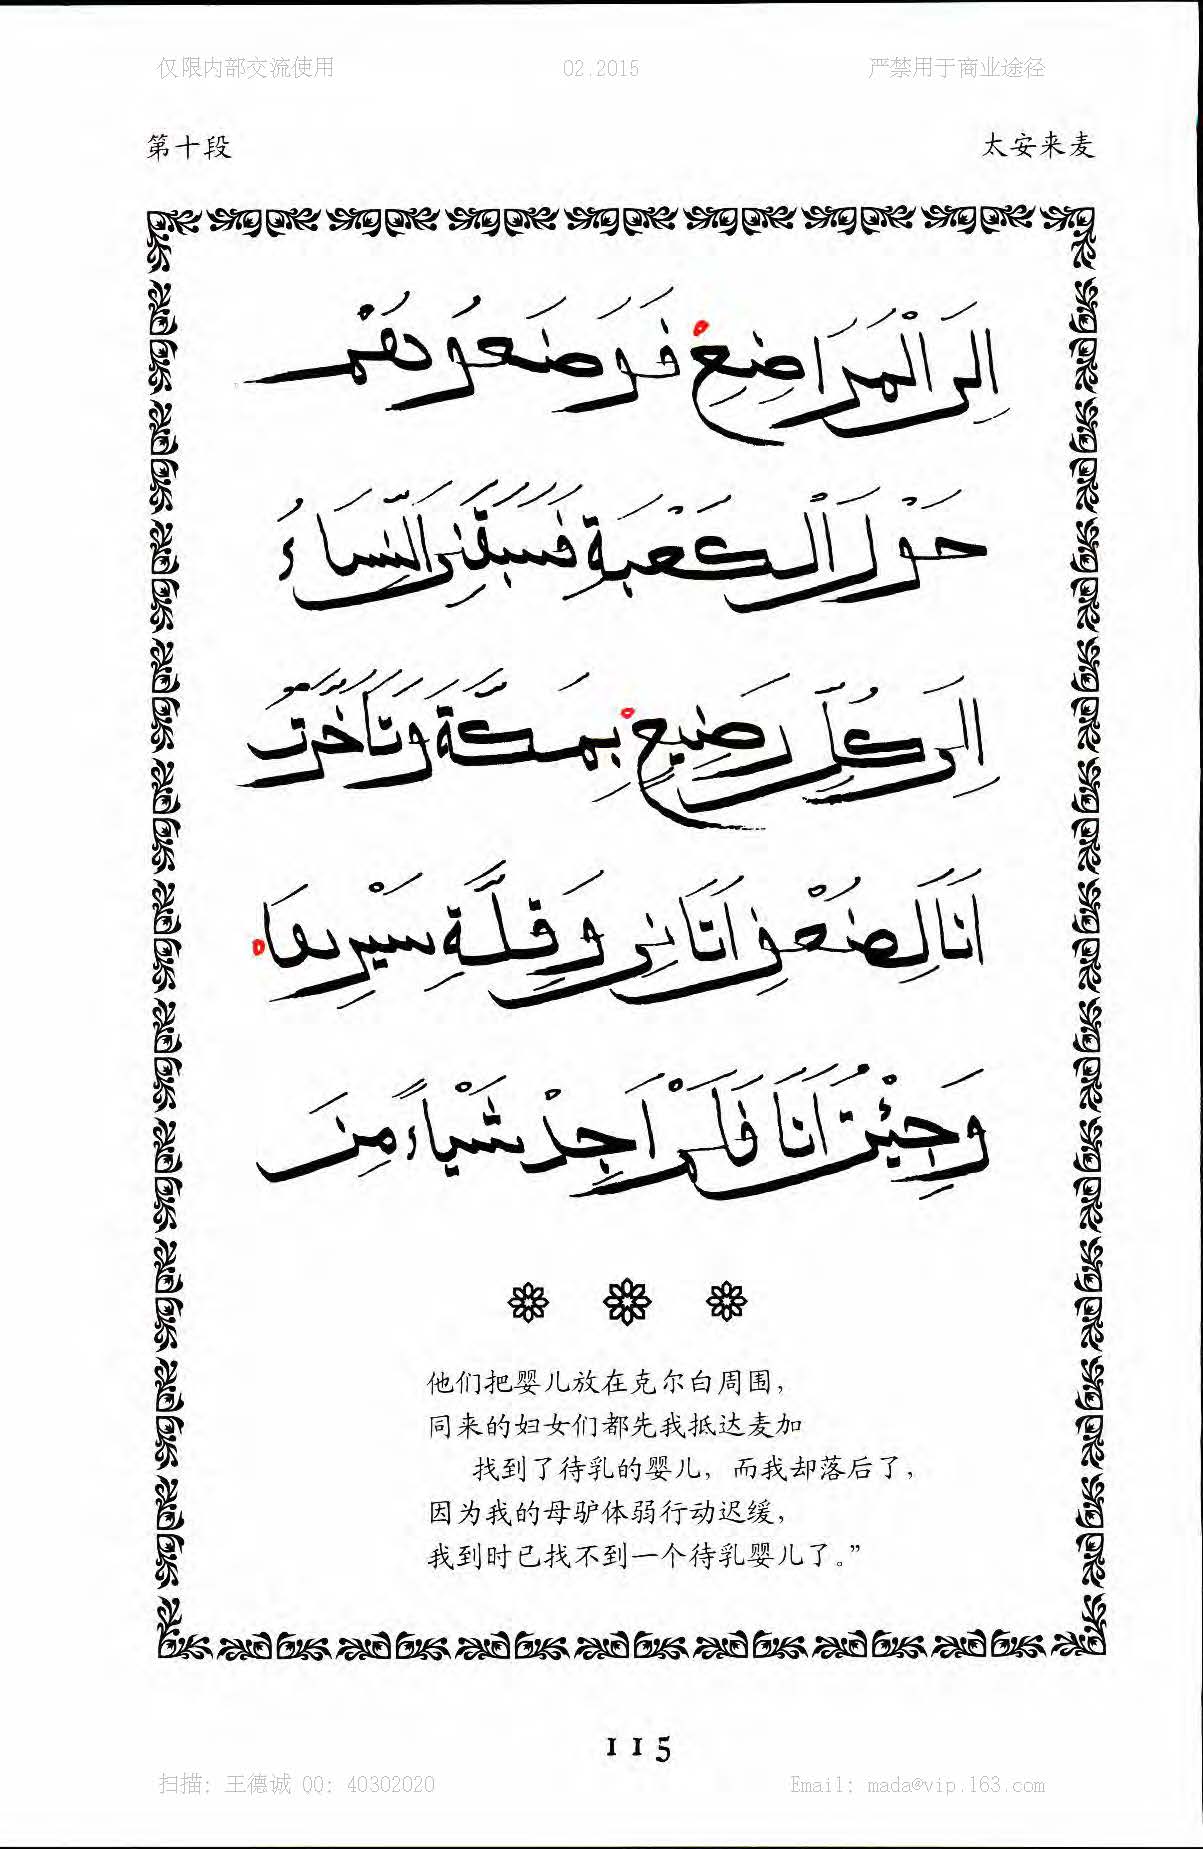 仅限内部交流使用 02.2015 严禁用于商业途径
第十段 太安来麦
اِلَى الْمَرَاضِعِ فَوَضَعُوهُمْ
حَوْلَ الْكَعْبَةِ فَسَبَقَنِى النِّسَاءُ
اِلَى كُلِّ رَضِيعٍ بِمَكَّةَ وَتَاَخَّرْتُ
اَنَا لِضُعْفِ اَتَانِى وَقِلَّةِ سَيْرِهَا
وَجِئْتُ اَنَا فَلَمْ اَجِدْ شَيْاءً مِنَ
他们把婴儿放在克尔白周围，
同来的妇女们都先我抵达麦加
找到了待乳的婴儿，而我却落后了，
因为我的母驴体弱行动迟缓，
我到时已找不到一个待乳婴儿了。”
115
扫描: 王德诚 QQ: 40302020 Email: mada@vip.163.com